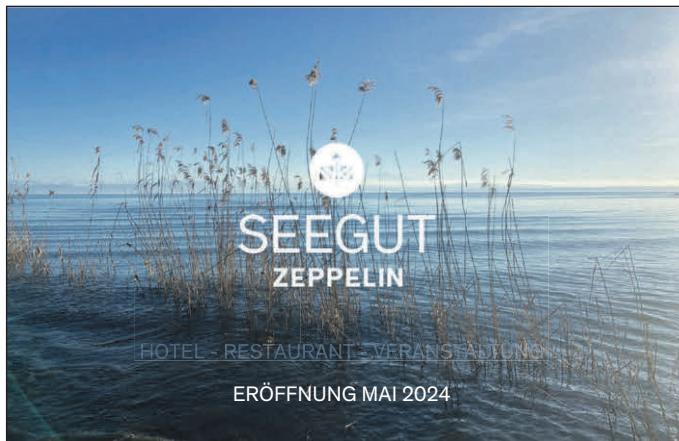 SEEGUT
ZEPPELIN
HOTEL - RESTAURANT - VERANSTALTUNG
ERÖFFNUNG MAI 2024